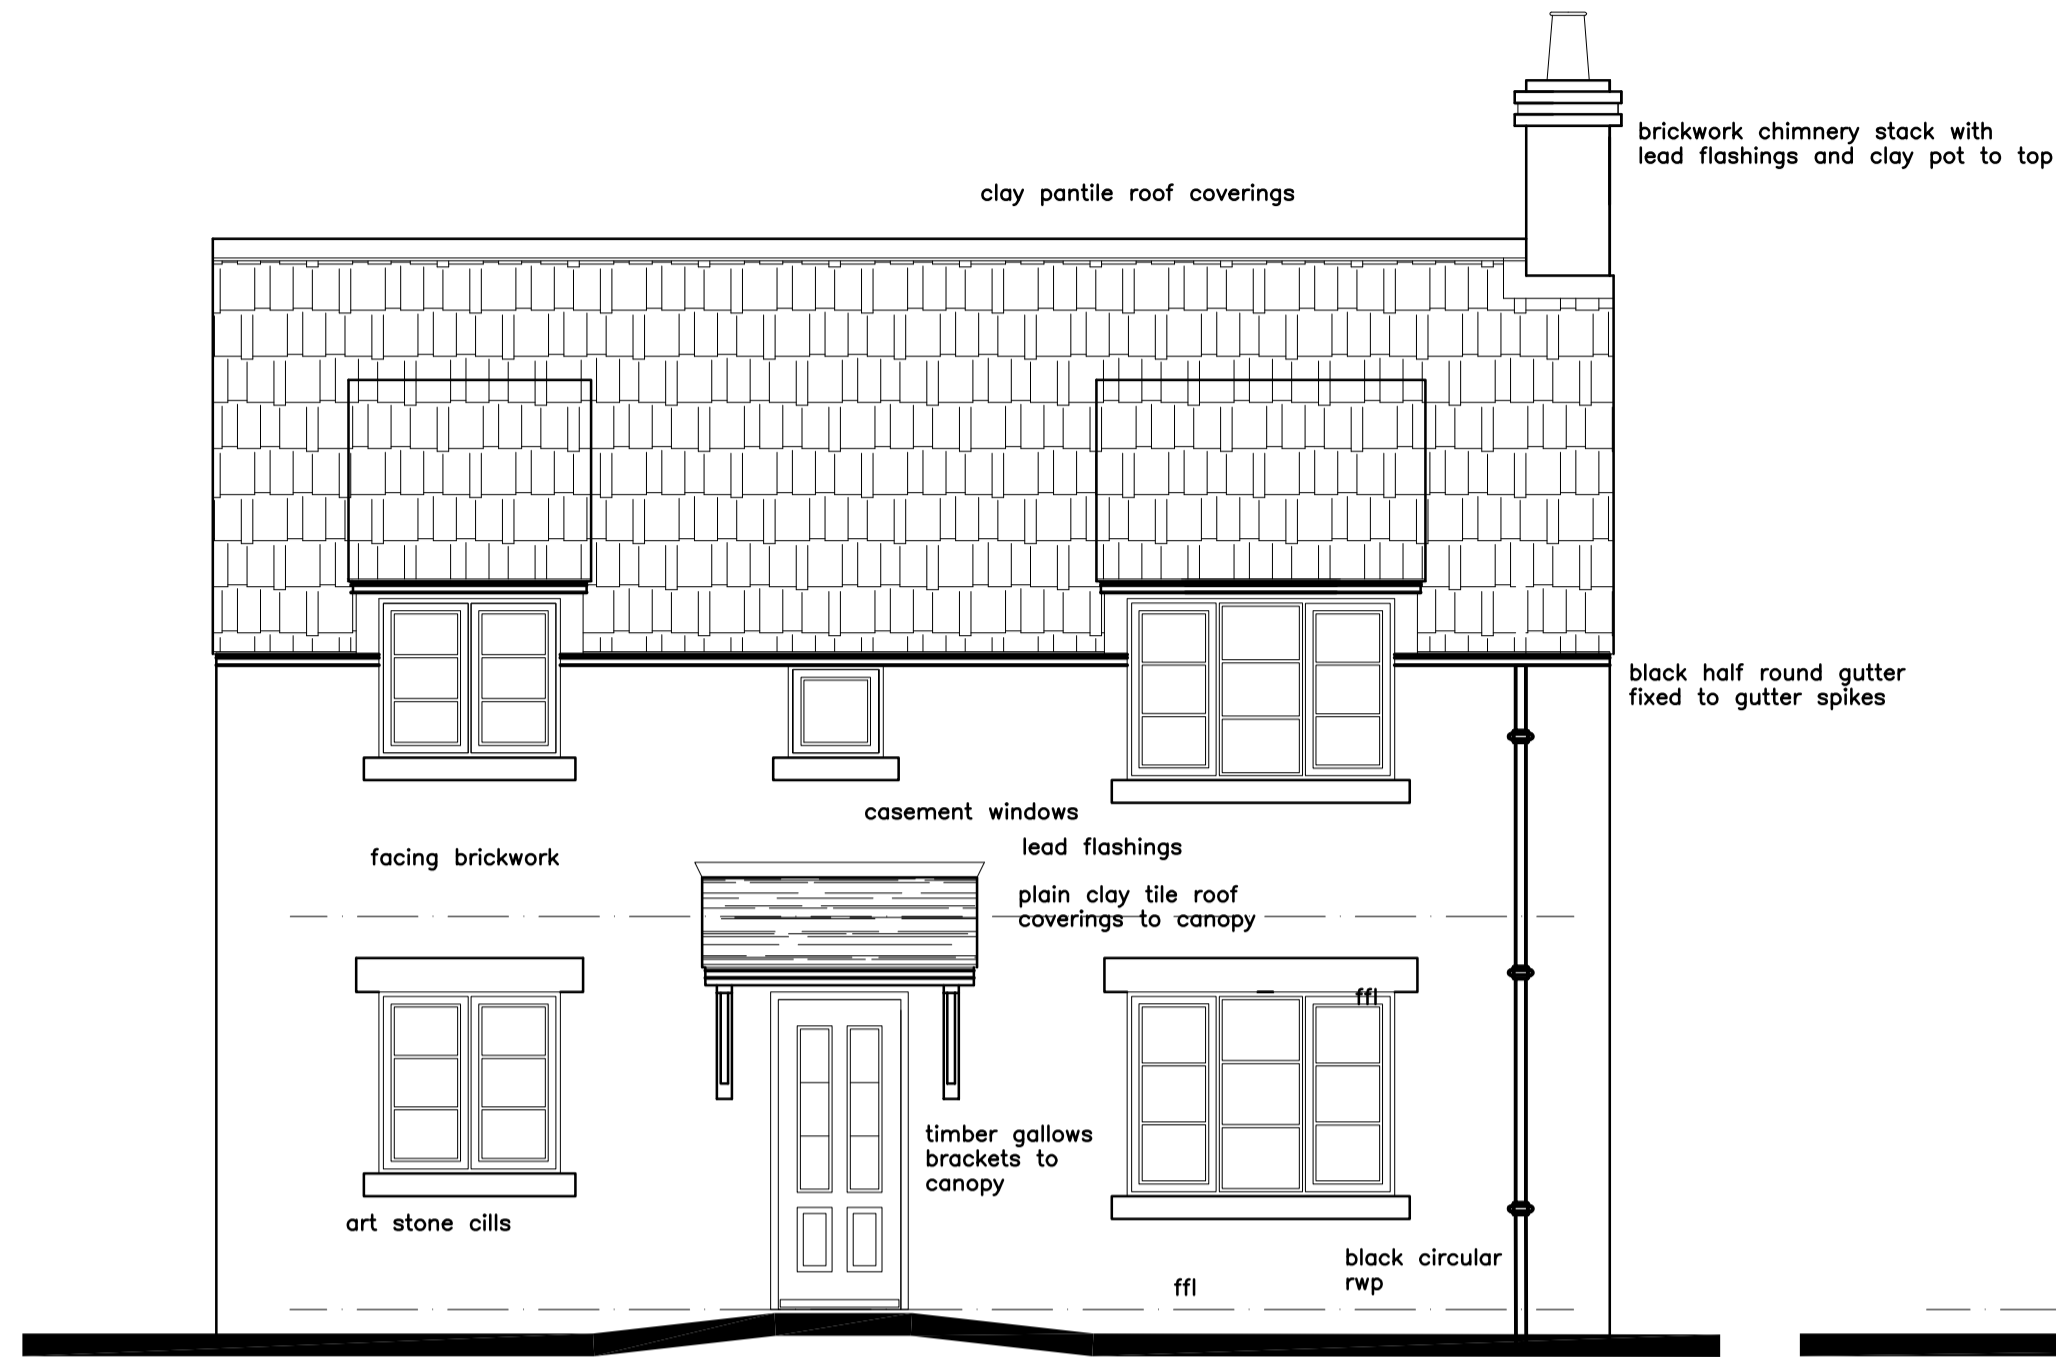 brickwork chimnery stack with
lead flashings and clay pot to top
clay pantile roof coverings
black half round gutter
fixed to gutter spikes
casement windows
lead flashings
facing brickwork
plain clay tile roof
coverings to canopy
ffl
timber gallows
brackets to
canopy
art stone cills
black circular
rwp
ffl